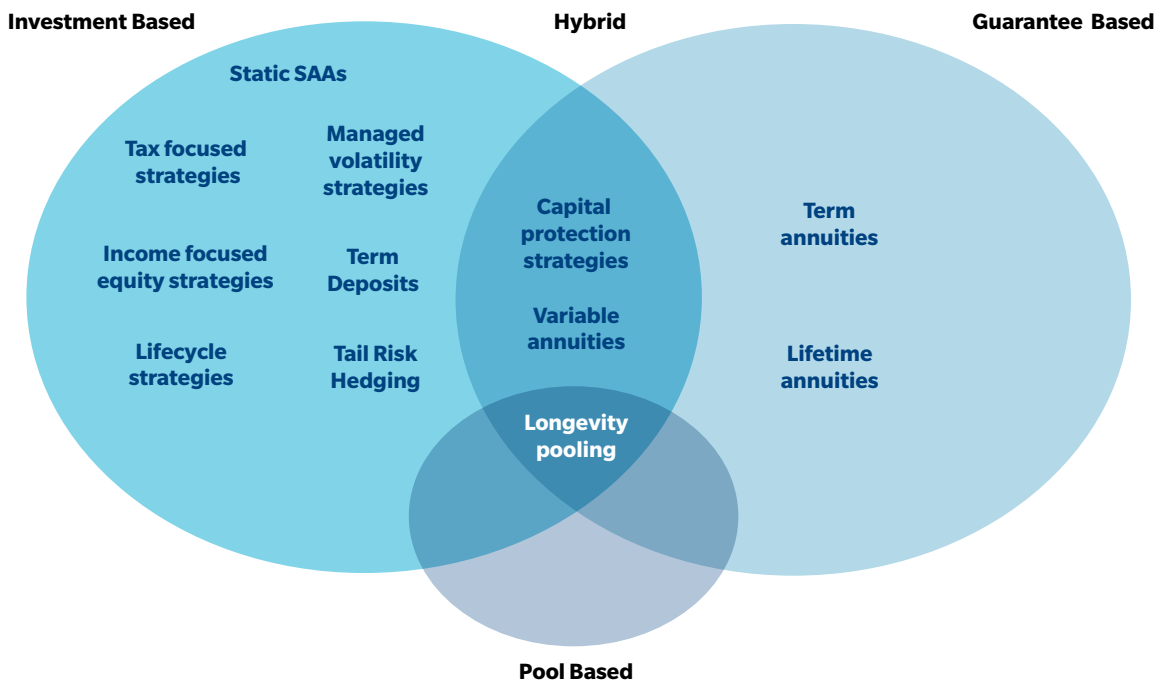 Investment Based
Hybrid
Guarantee Based
Static SAAs
Tax focused
strategies
Managed
volatility
strategies
Income focused
equity strategies
Term
Deposits
Lifecycle
strategies
Tail Risk
Hedging
Capital
protection
strategies
Variable
annuities
Longevity
pooling
Term
annuities
Lifetime
annuities
Pool Based